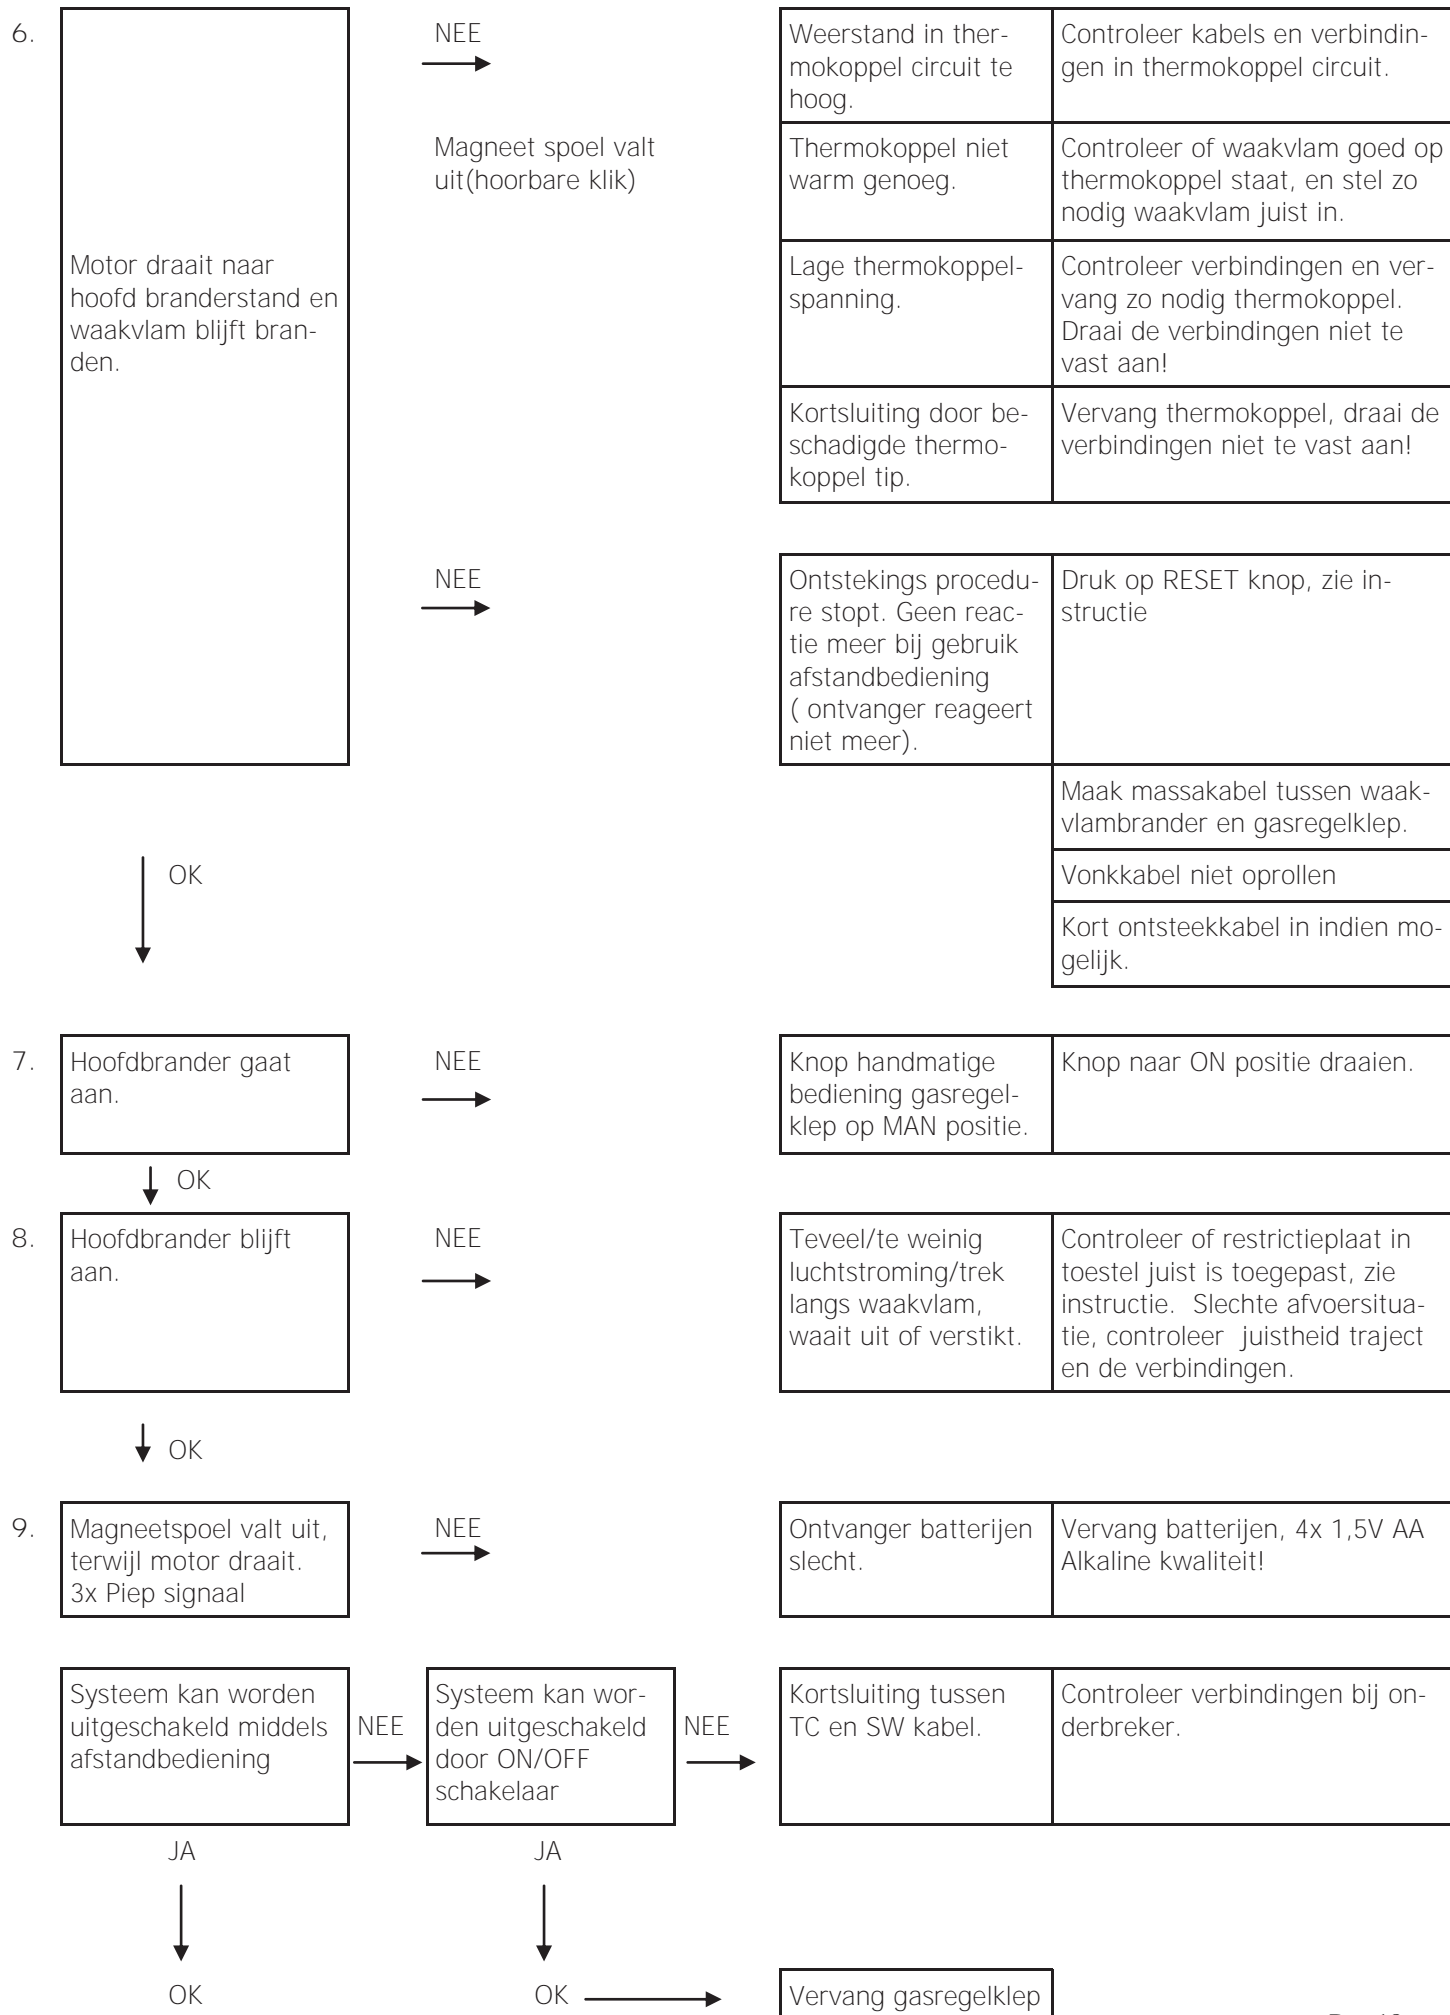 6.
NEE
Magneet spoel valt
uit(hoorbare klik)
Motor draait naar
hoofd branderstand en
waakvlam blijft bran-
den.
Weerstand in ther-
mokoppel circuit te
hoog.
Controleer kabels en verbindin-
gen in thermokoppel circuit.
Thermokoppel niet
warm genoeg.
Controleer of waakvlam goed op
thermokoppel staat, en stel zo
nodig waakvlam juist in.
Lage thermokoppel-
spanning.
Controleer verbindingen en ver-
vang zo nodig thermokoppel.
Draai de verbindingen niet te
vast aan!
Kortsluiting door be-
schadigde thermo-
koppel tip.
Vervang thermokoppel, draai de
verbindingen niet te vast aan!
NEE
Ontstekings procedu-
re stopt. Geen reac-
tie meer bij gebruik
afstandbediening
( ontvanger reageert
niet meer).
Druk op RESET knop, zie in-
structie
Maak massakabel tussen waak-
vlambrander en gasregelklep.
Vonkkabel niet oprollen
Kort ontsteekkabel in indien mo-
gelijk.
OK
7.
Hoofdbrander gaat
aan.
NEE
Knop handmatige
bediening gasregel-
klep op MAN positie.
Knop naar ON positie draaien.
OK
8.
Hoofdbrander blijft
aan.
NEE
Teveel/te weinig
luchtstroming/trek
langs waakvlam,
waait uit of verstikt.
Controleer of restrictieplaat in
toestel juist is toegepast, zie
instructie.  Slechte afvoersitua-
tie, controleer  juistheid traject
en de verbindingen.
OK
9.
Magneetspoel valt uit,
terwijl motor draait.
3x Piep signaal
NEE
Ontvanger batterijen
slecht.
Vervang batterijen, 4x 1,5V AA
Alkaline kwaliteit!
Systeem kan worden
uitgeschakeld middels
afstandbediening
NEE
Systeem kan wor-
den uitgeschakeld
door ON/OFF
schakelaar
NEE
Kortsluiting tussen
TC en SW kabel.
Controleer verbindingen bij on-
derbreker.
JA
JA
OK
OK
Vervang gasregelklep